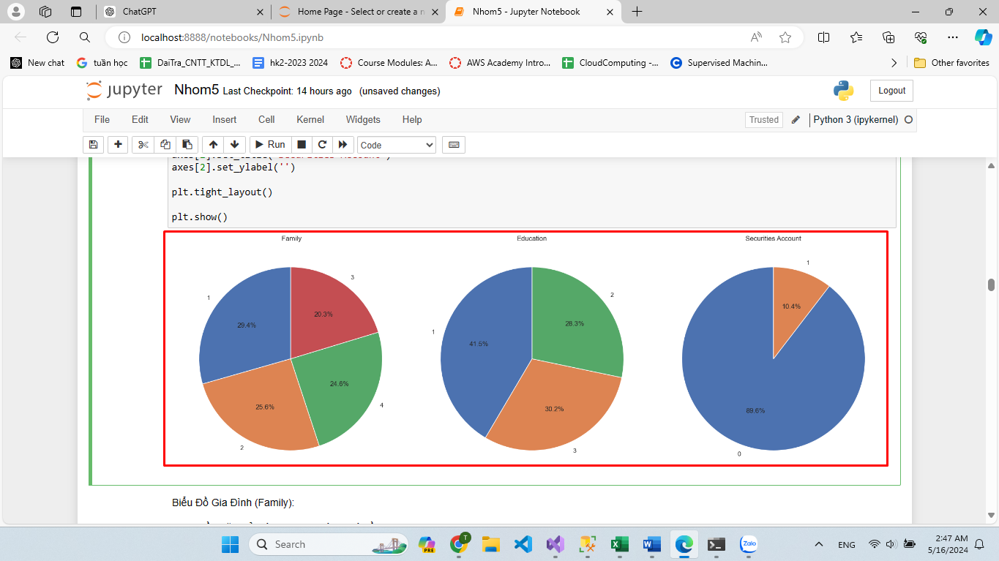 ChatGPT
Home Page - Select or create a n
Nhom5 - Jupyter Notebook
localhost:8888/notebooks/Nhom5.ipynb
New chat
tuần học
DaiTra_CNTT_KTDL_...
hk2-2023 2024
Course Modules: A...
AWS Academy Intro...
CloudComputing -...
Supervised Machin...
Other favorites
jupyter Nhom5 Last Checkpoint: 14 hours ago (unsaved changes)
Logout
File Edit View Insert Cell Kernel Widgets Help
Trusted
Python 3 (ipykernel)
Run
Code
axes[2].set_ylabel('')
plt.tight_layout()
plt.show()
Family
3
1
20.3%
29.4%
24.6%
25.6%
4
2
Education
2
28.3%
1
41.5%
30.2%
3
Securities Account
1
10.4%
89.6%
0
Biểu Đồ Gia Đình (Family):
Search
PRE
T
Zalo
ENG
2:47 AM
5/16/2024